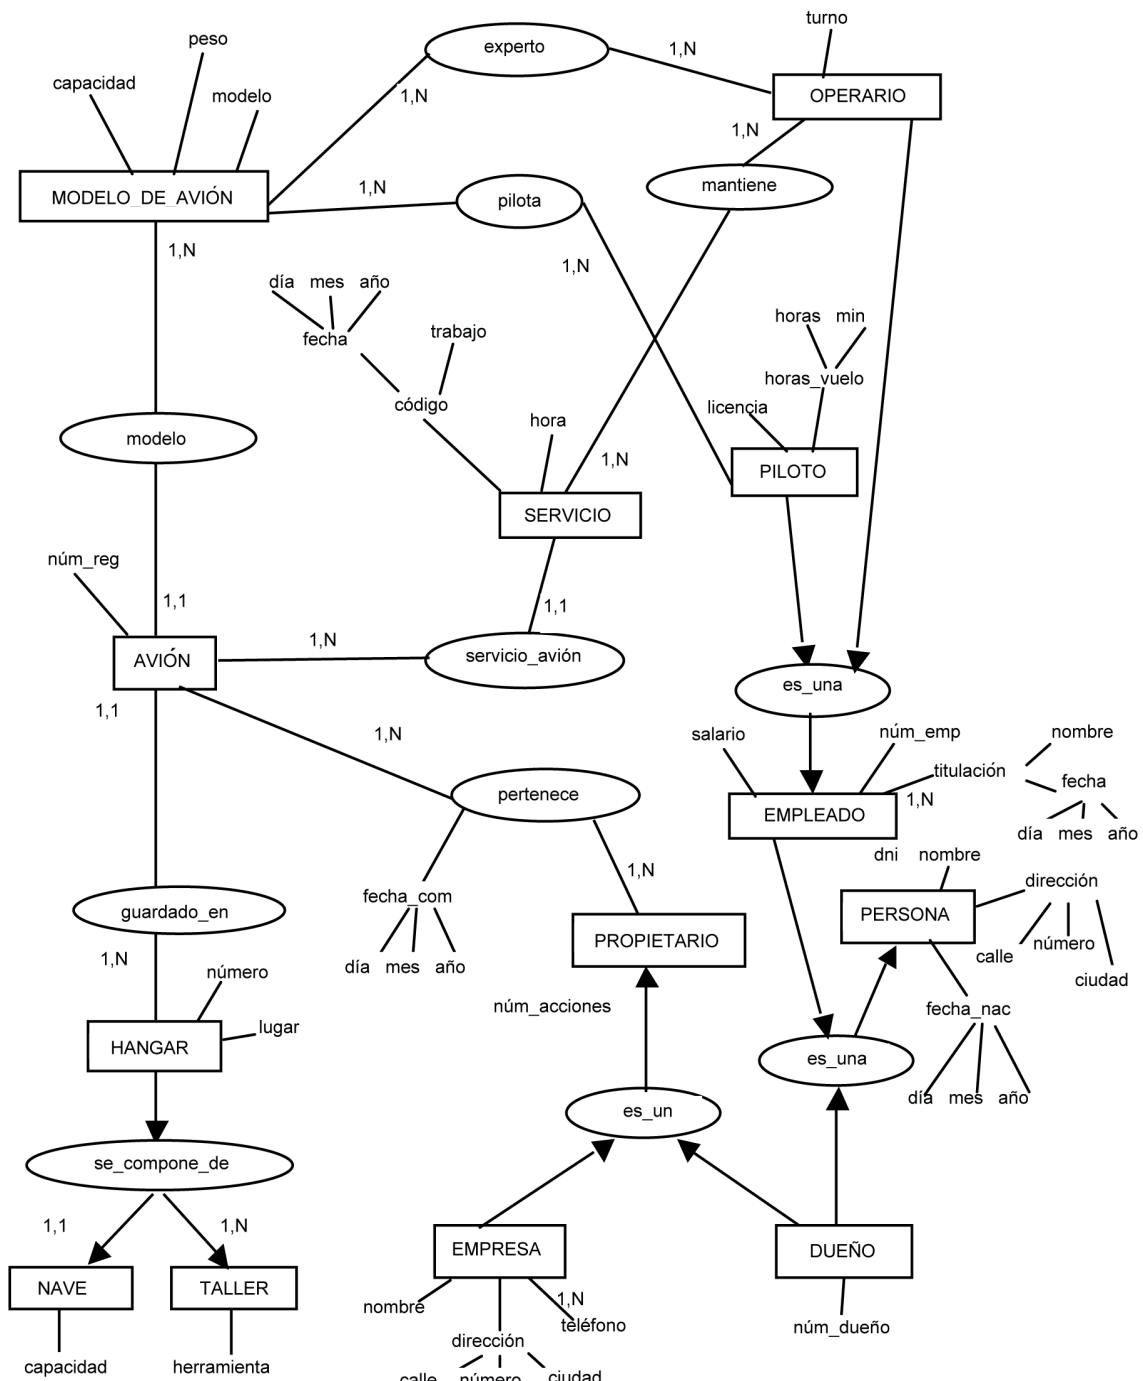 turno
peso
experto
1,N
capacidad
modelo
1,N
OPERARIO
1,N
MODELO_DE_AVIÓN
1,N
pilota
mantiene
1,N
1,N
día mes año
fecha
trabajo
horas min
horas_vuelo
código
licencia
hora
modelo
1,N
PILOTO
SERVICIO
núm_reg
1,1
1,1
1,N
AVIÓN
servicio_avión
es_una
1,1
1,N
salario
núm_emp
nombre
titulación
fecha
pertenece
1,N
EMPLEADO
día mes año
dni nombre
1,N
dirección
fecha_com
guardado_en
PERSONA
PROPIETARIO
número
calle
1,N
día mes año
número
ciudad
núm_acciones
fecha_nac
lugar
HANGAR
es_una
día mes año
es_un
se_compone_de
1,1
1,N
EMPRESA
DUEÑO
NAVE
TALLER
1,N
nombre
teléfono
núm_dueño
dirección
capacidad
herramienta
calle número ciudad